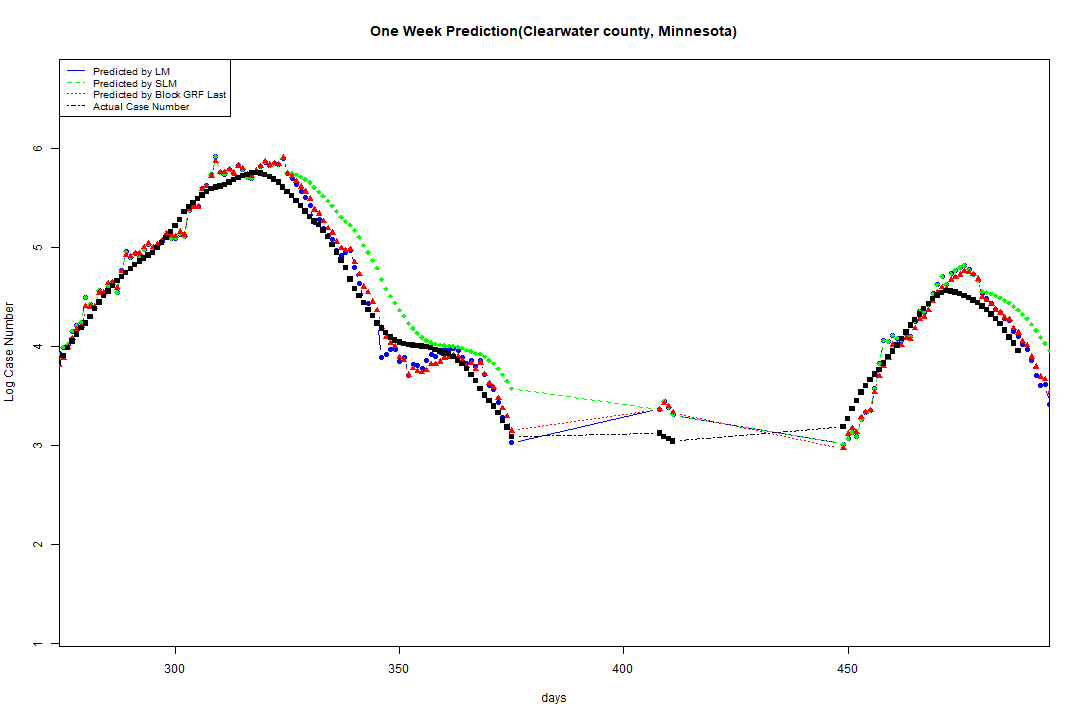 One Week Prediction(Clearwater county, Minnesota)
Predicted by LM
Predicted by SLM
Predicted by Block GRF Last
Actual Case Number
6
5
4
3
2
1
Log Case Number
300
350
400
450
days